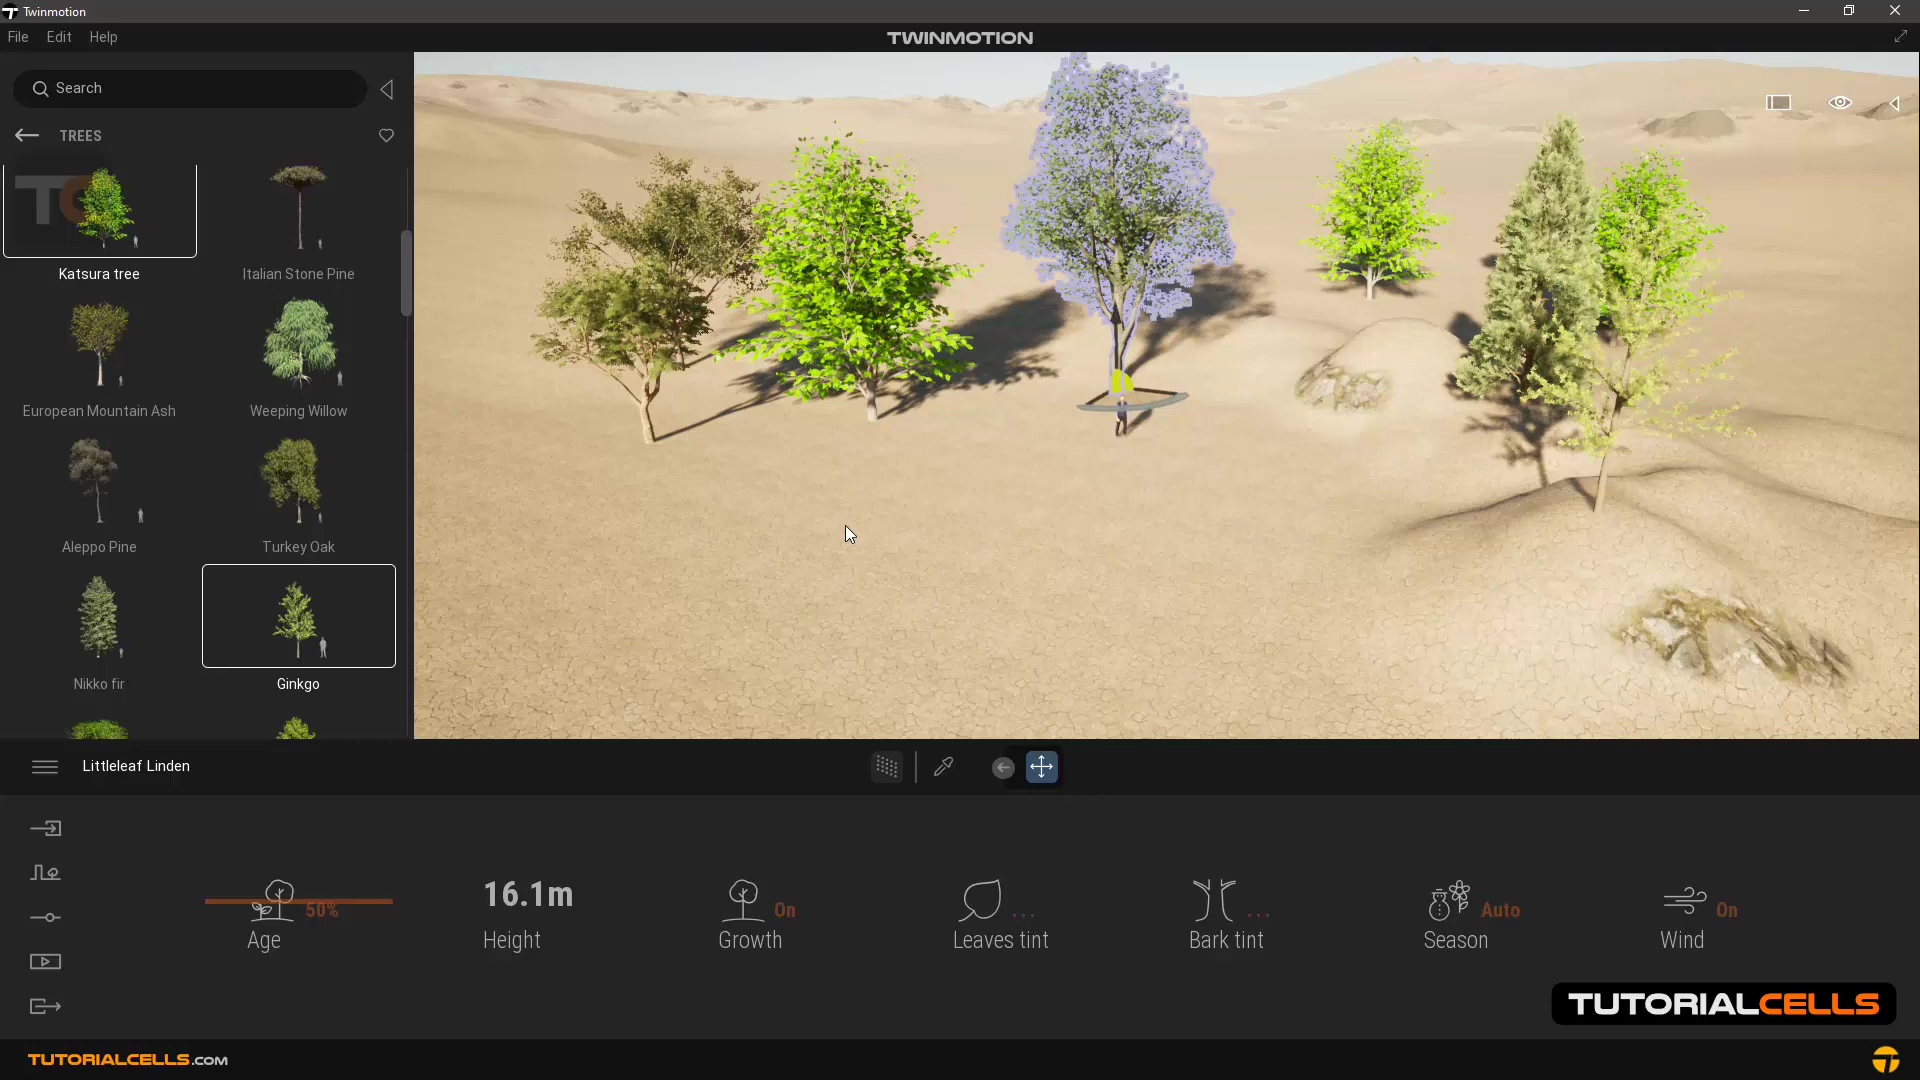 Twinmotion
File Edit Help
TWINMOTION
Search
TREES
TC
Katsura tree
Italian Stone Pine
European Mountain Ash
Weeping Willow
Aleppo Pine
Turkey Oak
Nikko fir
Ginkgo
Littleleaf Linden
50%
Age
16.1m
Height
On
Growth
...
Leaves tint
...
Bark tint
Auto
Season
On
Wind
TUTORIALCELLS
TUTORIALCELLS.COM